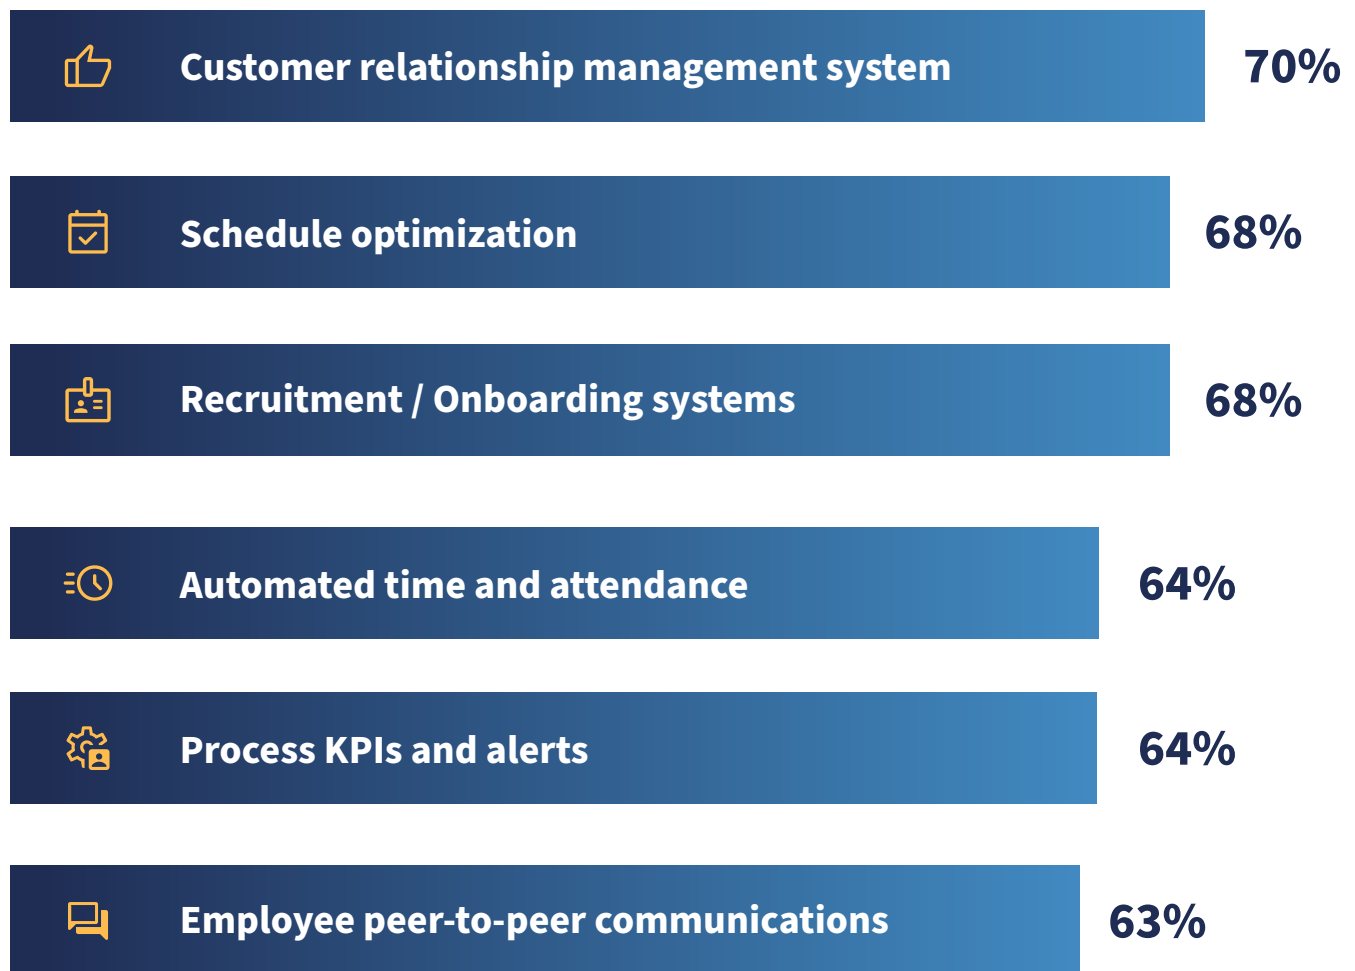 Customer relationship management system 70%
Schedule optimization 68%
Recruitment / Onboarding systems 68%
Automated time and attendance 64%
Process KPIs and alerts 64%
Employee peer-to-peer communications 63%